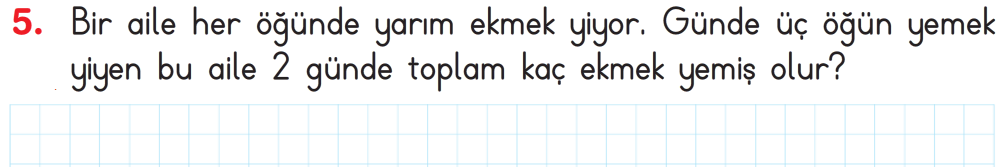 5. Bir aile her öğünde yarım ekmek yiyor. Günde üç öğün yemek
yiyen bu aile 2 günde toplam kaç ekmek yemiş olur?